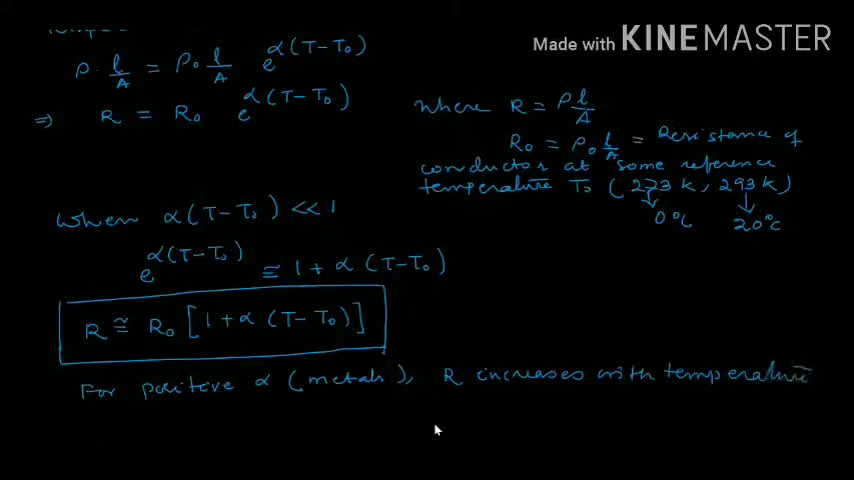 Made with KINEMASTER
ρ · l/A = ρ₀ l/A e^α(T-T₀)
⇒ R = R₀ e^α(T-T₀)
Where R = ρ l/A
R₀ = ρ₀ l/A = Resistance of
conductor at some reference
temperature T₀ (273 K, 293 K)
↓ ↓
0°C 20°C
When α(T-T₀) << 1
e^α(T-T₀) ≅ 1 + α (T-T₀)
R ≅ R₀ [1 + α (T-T₀)]
For positive α (metals), R increases with temperature